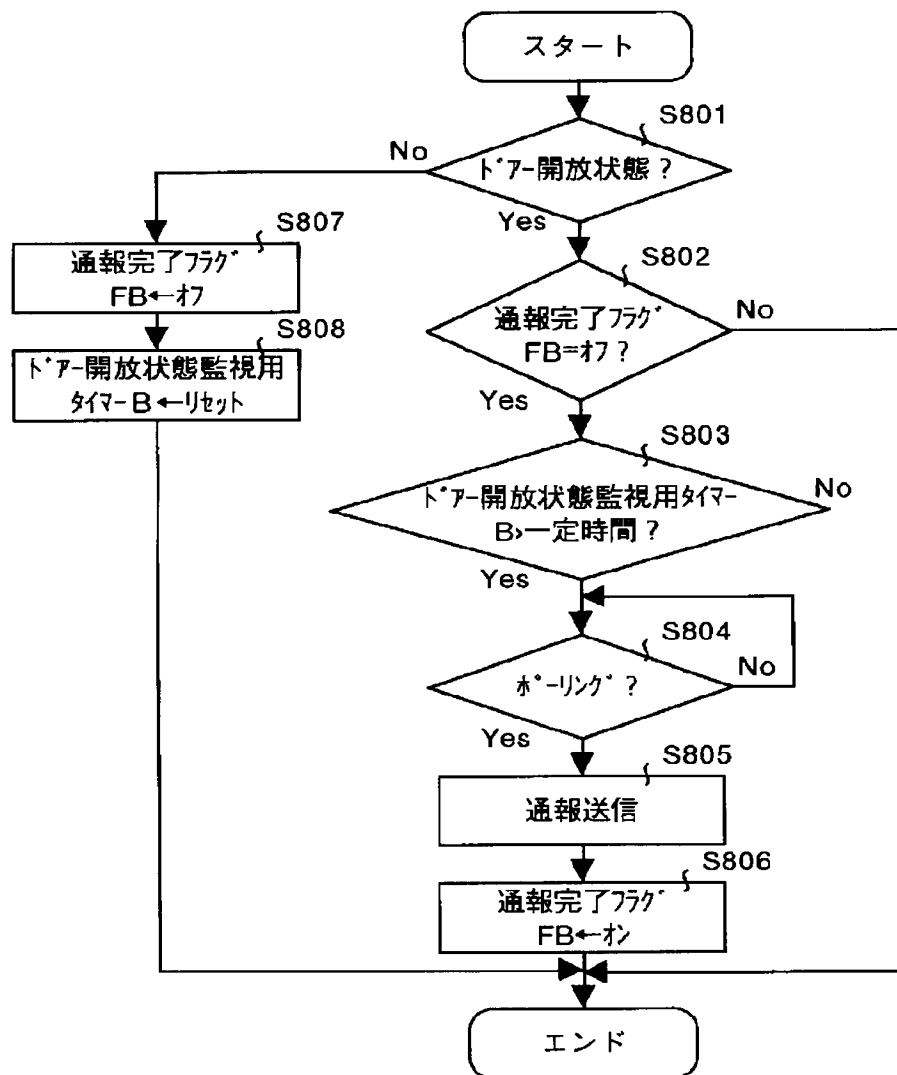 スタート
S801
ﾄﾞｱｰ開放状態？
No
Yes
S807
通報完了ﾌﾗｸﾞ
FB←ｵﾌ
S808
ﾄﾞｱｰ開放状態監視用
ﾀｲﾏｰB←ﾘｾｯﾄ
S802
通報完了ﾌﾗｸﾞ
FB=ｵﾌ？
No
Yes
S803
ﾄﾞｱｰ開放状態監視用ﾀｲﾏｰ
B>一定時間？
No
Yes
S804
ﾎﾟｰﾘﾝｸﾞ？
No
Yes
S805
通報送信
S806
通報完了ﾌﾗｸﾞ
FB←ｵﾝ
エンド